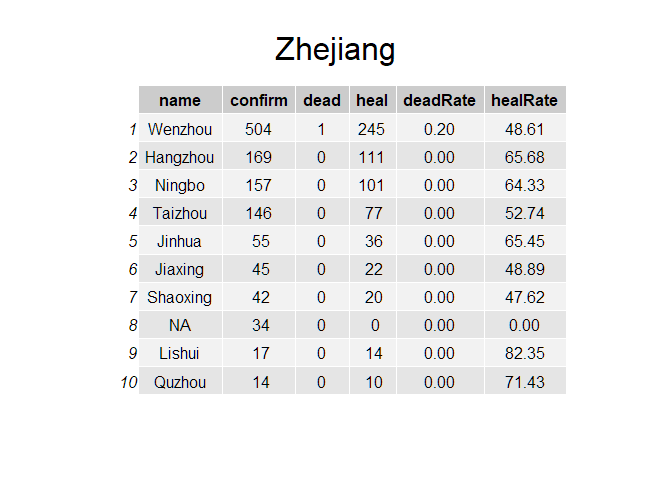 Zhejiang
name confirm dead heal deadRate healRate
1 Wenzhou 504 1 245 0.20 48.61
2 Hangzhou 169 0 111 0.00 65.68
3 Ningbo 157 0 101 0.00 64.33
4 Taizhou 146 0 77 0.00 52.74
5 Jinhua 55 0 36 0.00 65.45
6 Jiaxing 45 0 22 0.00 48.89
7 Shaoxing 42 0 20 0.00 47.62
8 NA 34 0 0 0.00 0.00
9 Lishui 17 0 14 0.00 82.35
10 Quzhou 14 0 10 0.00 71.43